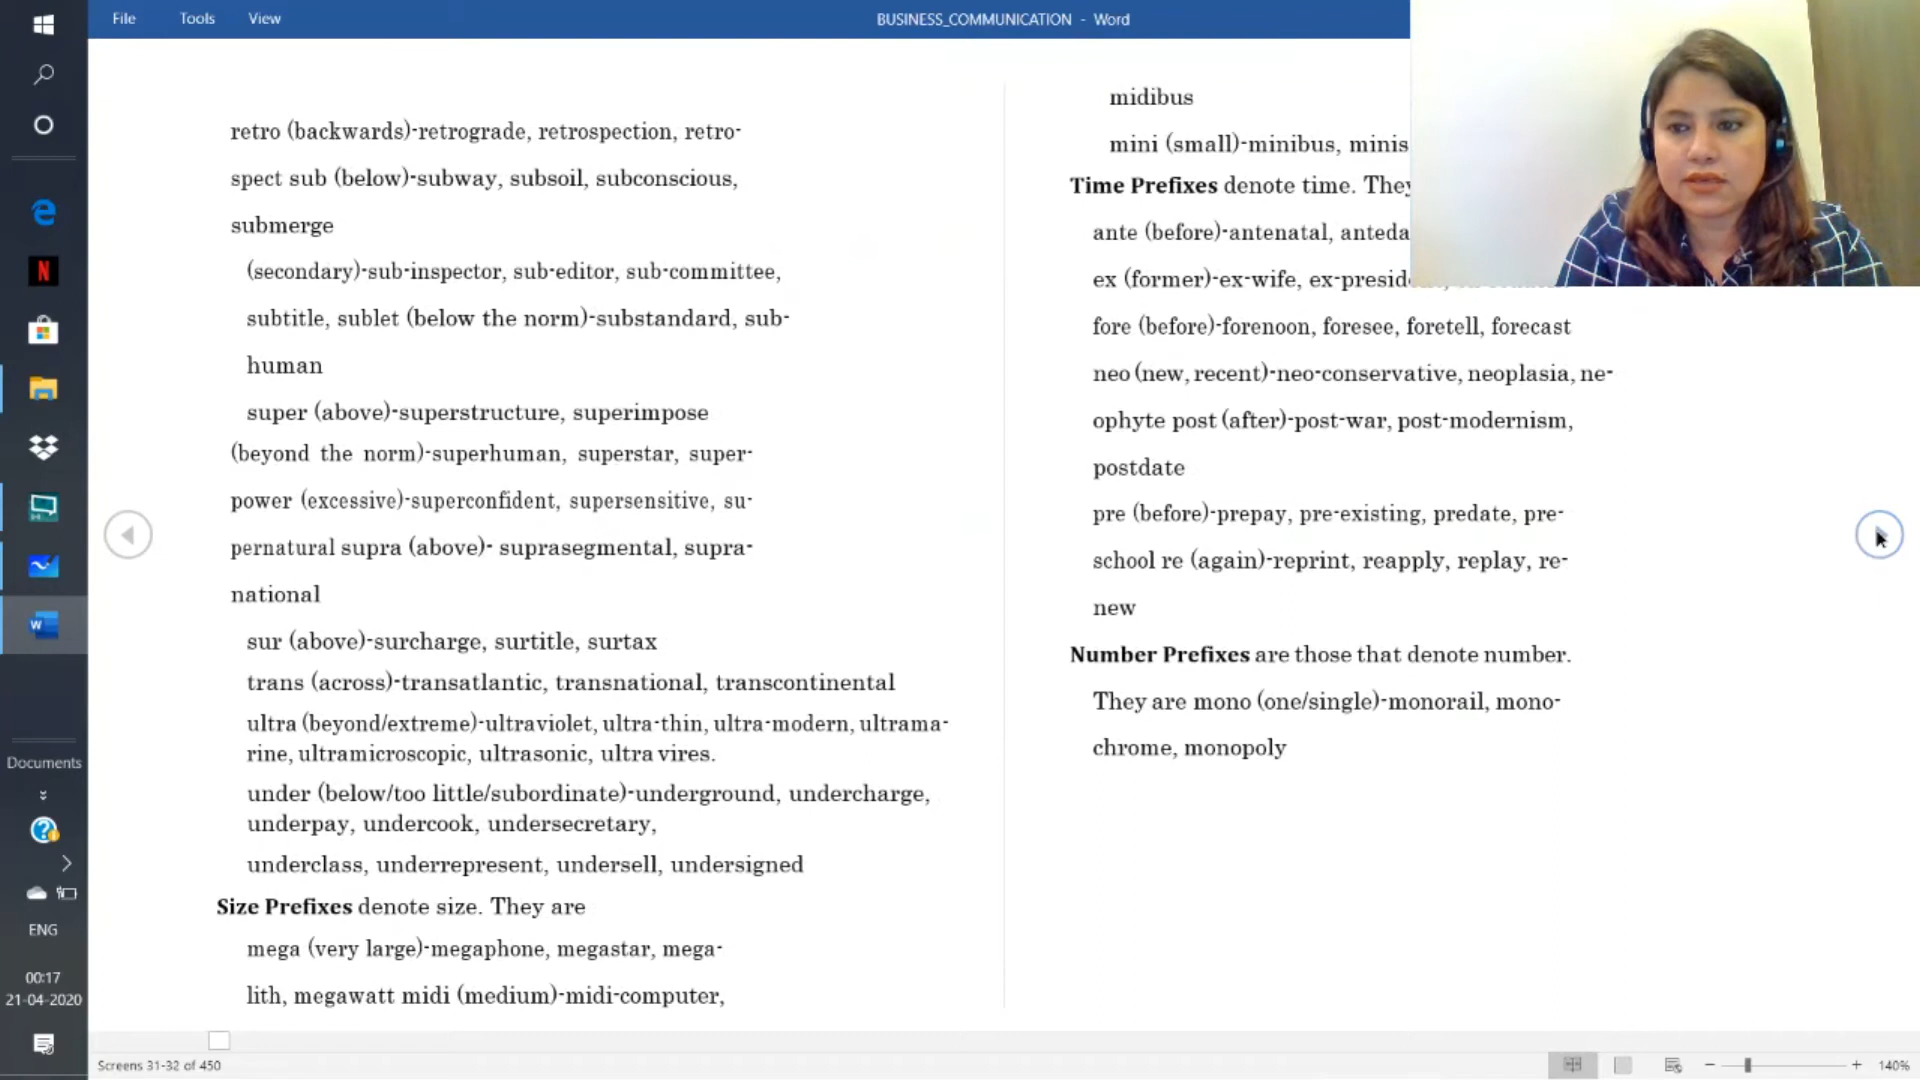 File Tools View
BUSINESS_COMMUNICATION - Word
retro (backwards)-retrograde, retrospection, retro-
spect sub (below)-subway, subsoil, subconscious,
submerge
(secondary)-sub-inspector, sub-editor, sub-committee,
subtitle, sublet (below the norm)-substandard, sub-
human
super (above)-superstructure, superimpose
(beyond the norm)-superhuman, superstar, super-
power (excessive)-superconfident, supersensitive, su-
pernatural supra (above)- suprasegmental, supra-
national
sur (above)-surcharge, surtitle, surtax
trans (across)-transatlantic, transnational, transcontinental
ultra (beyond/extreme)-ultraviolet, ultra-thin, ultra-modern, ultrama-
rine, ultramicroscopic, ultrasonic, ultra vires.
under (below/too little/subordinate)-underground, undercharge,
underpay, undercook, undersecretary,
underclass, underrepresent, undersell, undersigned
Size Prefixes denote size. They are
mega (very large)-megaphone, megastar, mega-
lith, megawatt midi (medium)-midi-computer,
midibus
mini (small)-minibus, minis
Time Prefixes denote time. They
ante (before)-antenatal, anteda
ex (former)-ex-wife, ex-presid
fore (before)-forenoon, foresee, foretell, forecast
neo (new, recent)-neo-conservative, neoplasia, ne-
ophyte post (after)-post-war, post-modernism,
postdate
pre (before)-prepay, pre-existing, predate, pre-
school re (again)-reprint, reapply, replay, re-
new
Number Prefixes are those that denote number.
They are mono (one/single)-monorail, mono-
chrome, monopoly
Documents
ENG
00:17
21-04-2020
Screens 31-32 of 450
140%